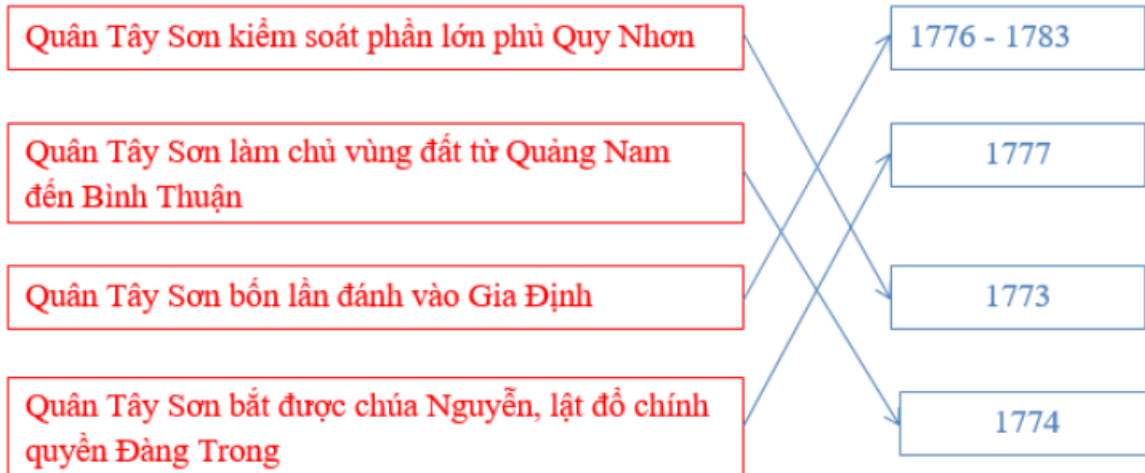 Quân Tây Sơn kiểm soát phần lớn phủ Quy Nhơn
1776 - 1783
Quân Tây Sơn làm chủ vùng đất từ Quảng Nam
đến Bình Thuận
1777
Quân Tây Sơn bốn lần đánh vào Gia Định
1773
Quân Tây Sơn bắt được chúa Nguyễn, lật đổ chính
quyền Đàng Trong
1774